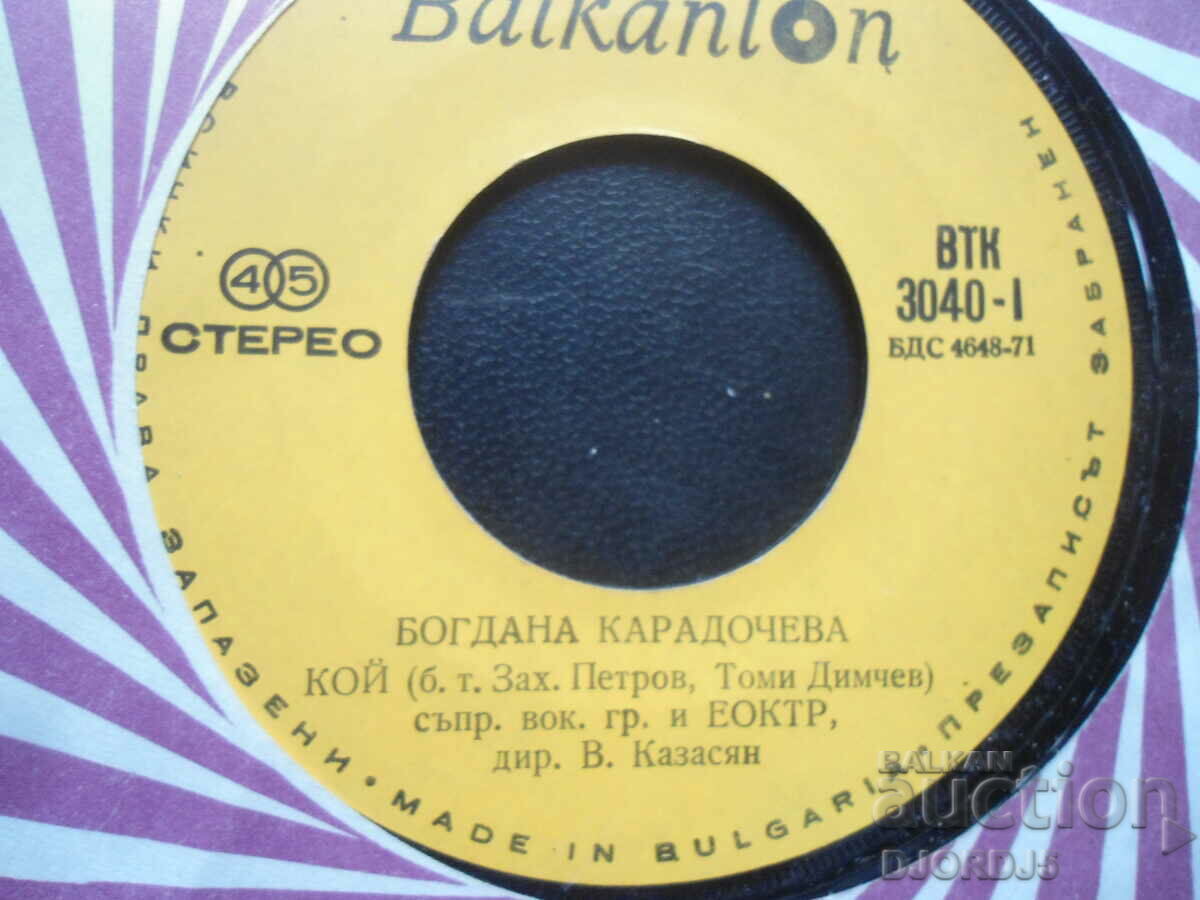 Balkanton
45
СТЕРЕО
ВТК
3040-I
БДС 4648-71
БОГДАНА КАРАДОЧЕВА
КОЙ (б. т. Зах. Петров, Томи Димчев)
съпр. вок. гр. и ЕОКТР,
дир. В. Казасян
ПРАВА ЗАПАЗЕНИ • MADE IN BULGARIA • ПРЕЗАПИСЪТ ЗАБРАНЕН
BALKAN
auction
DJORDJ5